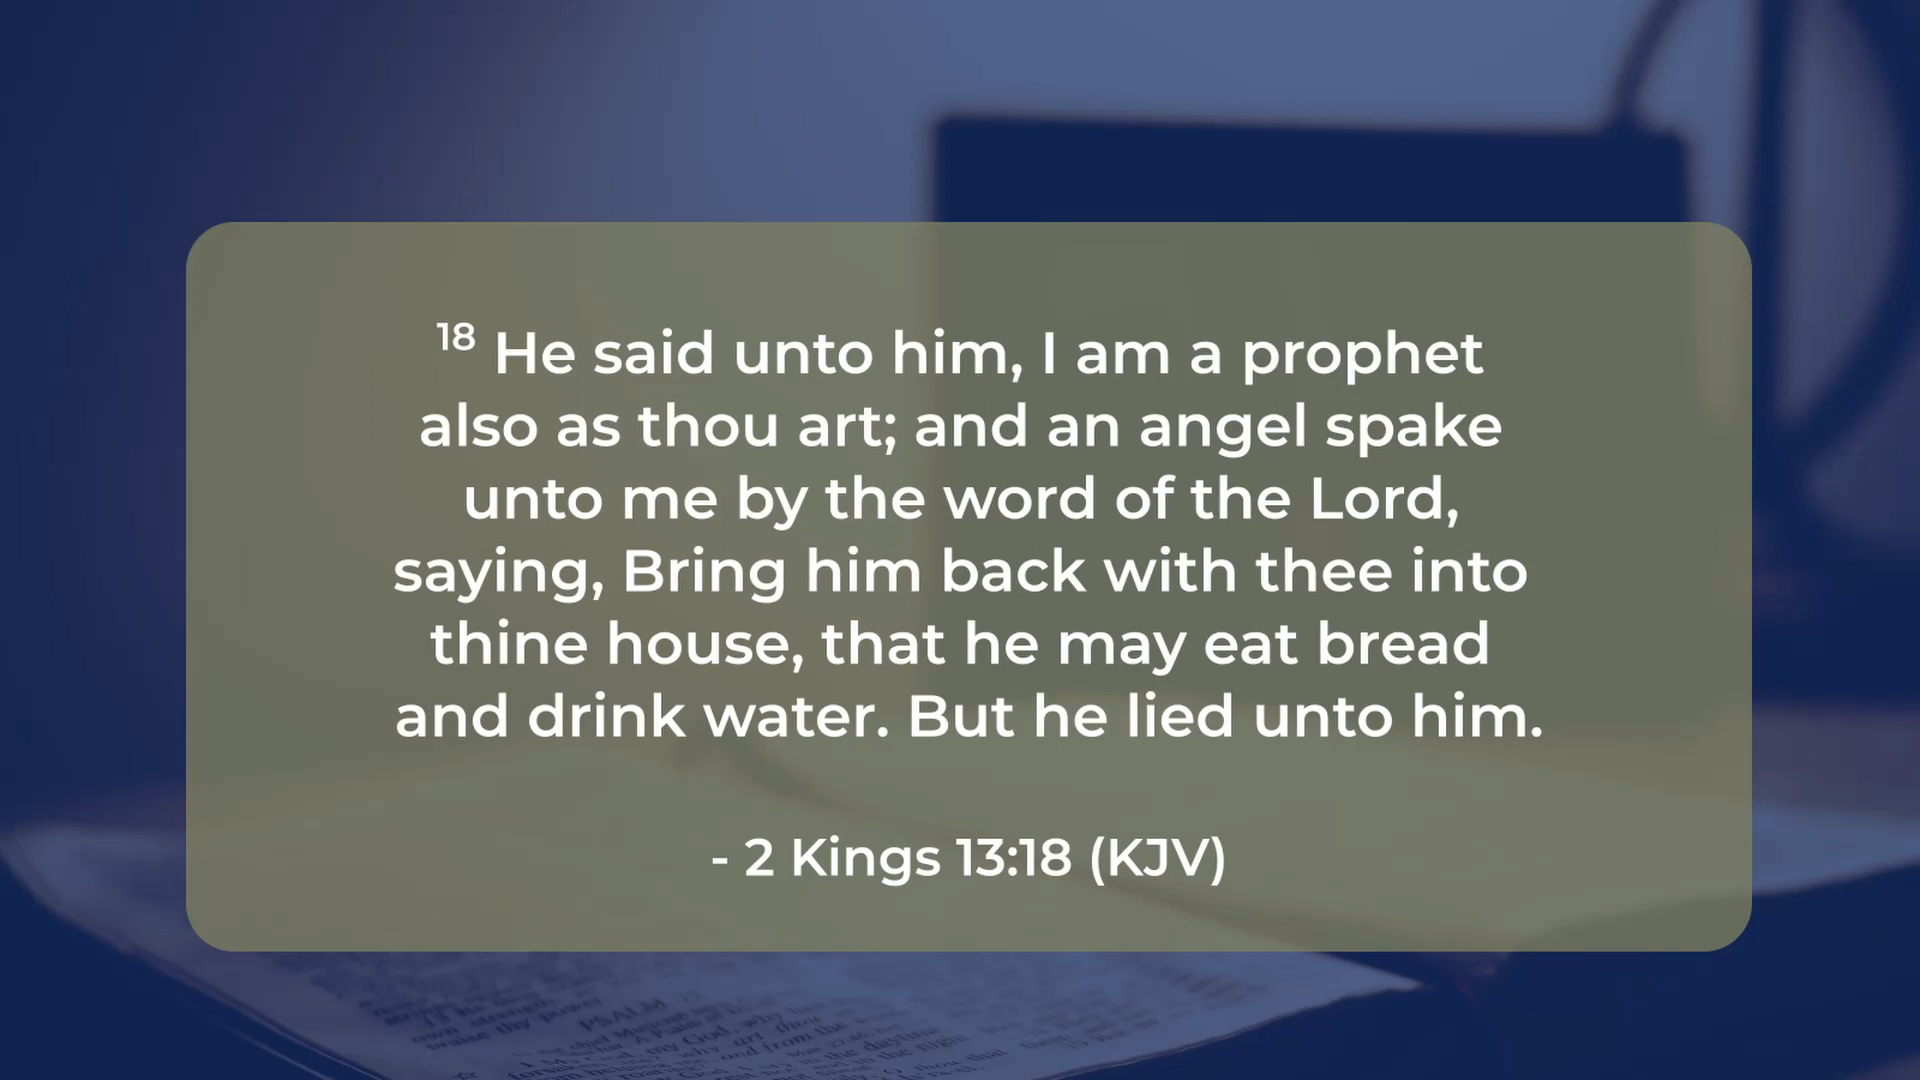 18 He said unto him, I am a prophet
also as thou art; and an angel spake
unto me by the word of the Lord,
saying, Bring him back with thee into
thine house, that he may eat bread
and drink water. But he lied unto him.
- 2 Kings 13:18 (KJV)
PSALM